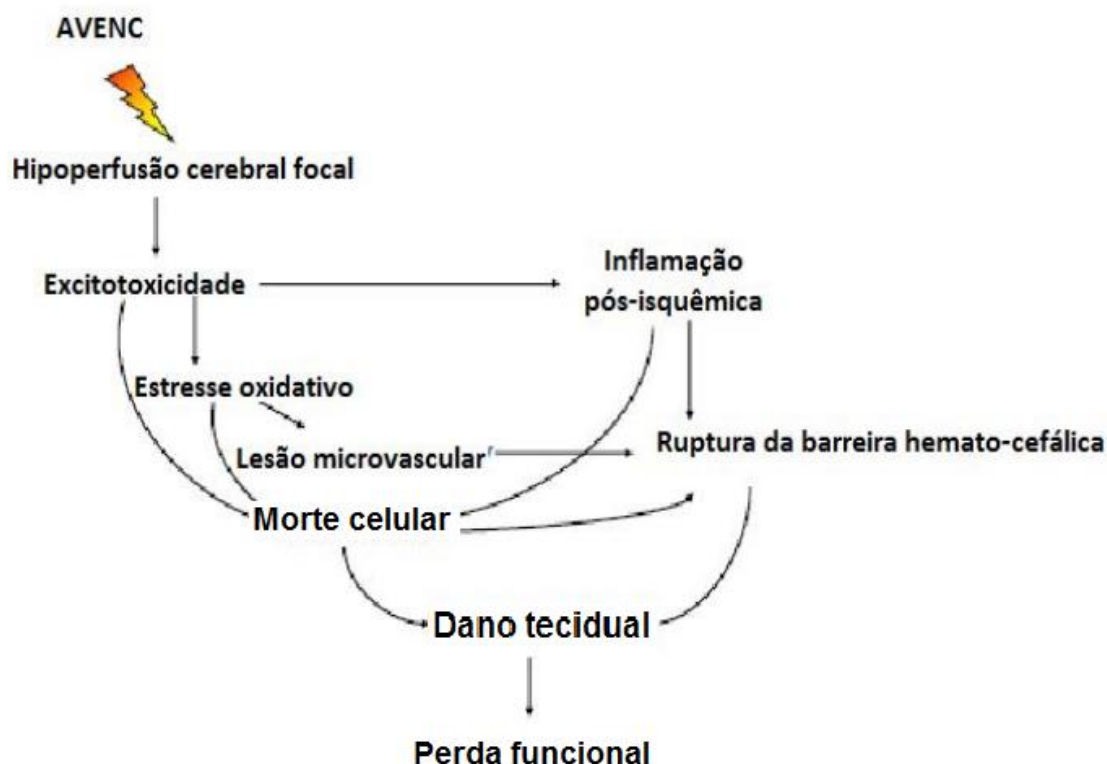 AVENC
Hipoperfusão cerebral focal
Excitotoxicidade
Inflamação
pós-isquêmica
Estresse oxidativo
Lesão microvascular
Ruptura da barreira hemato-cefálica
Morte celular
Dano tecidual
Perda funcional